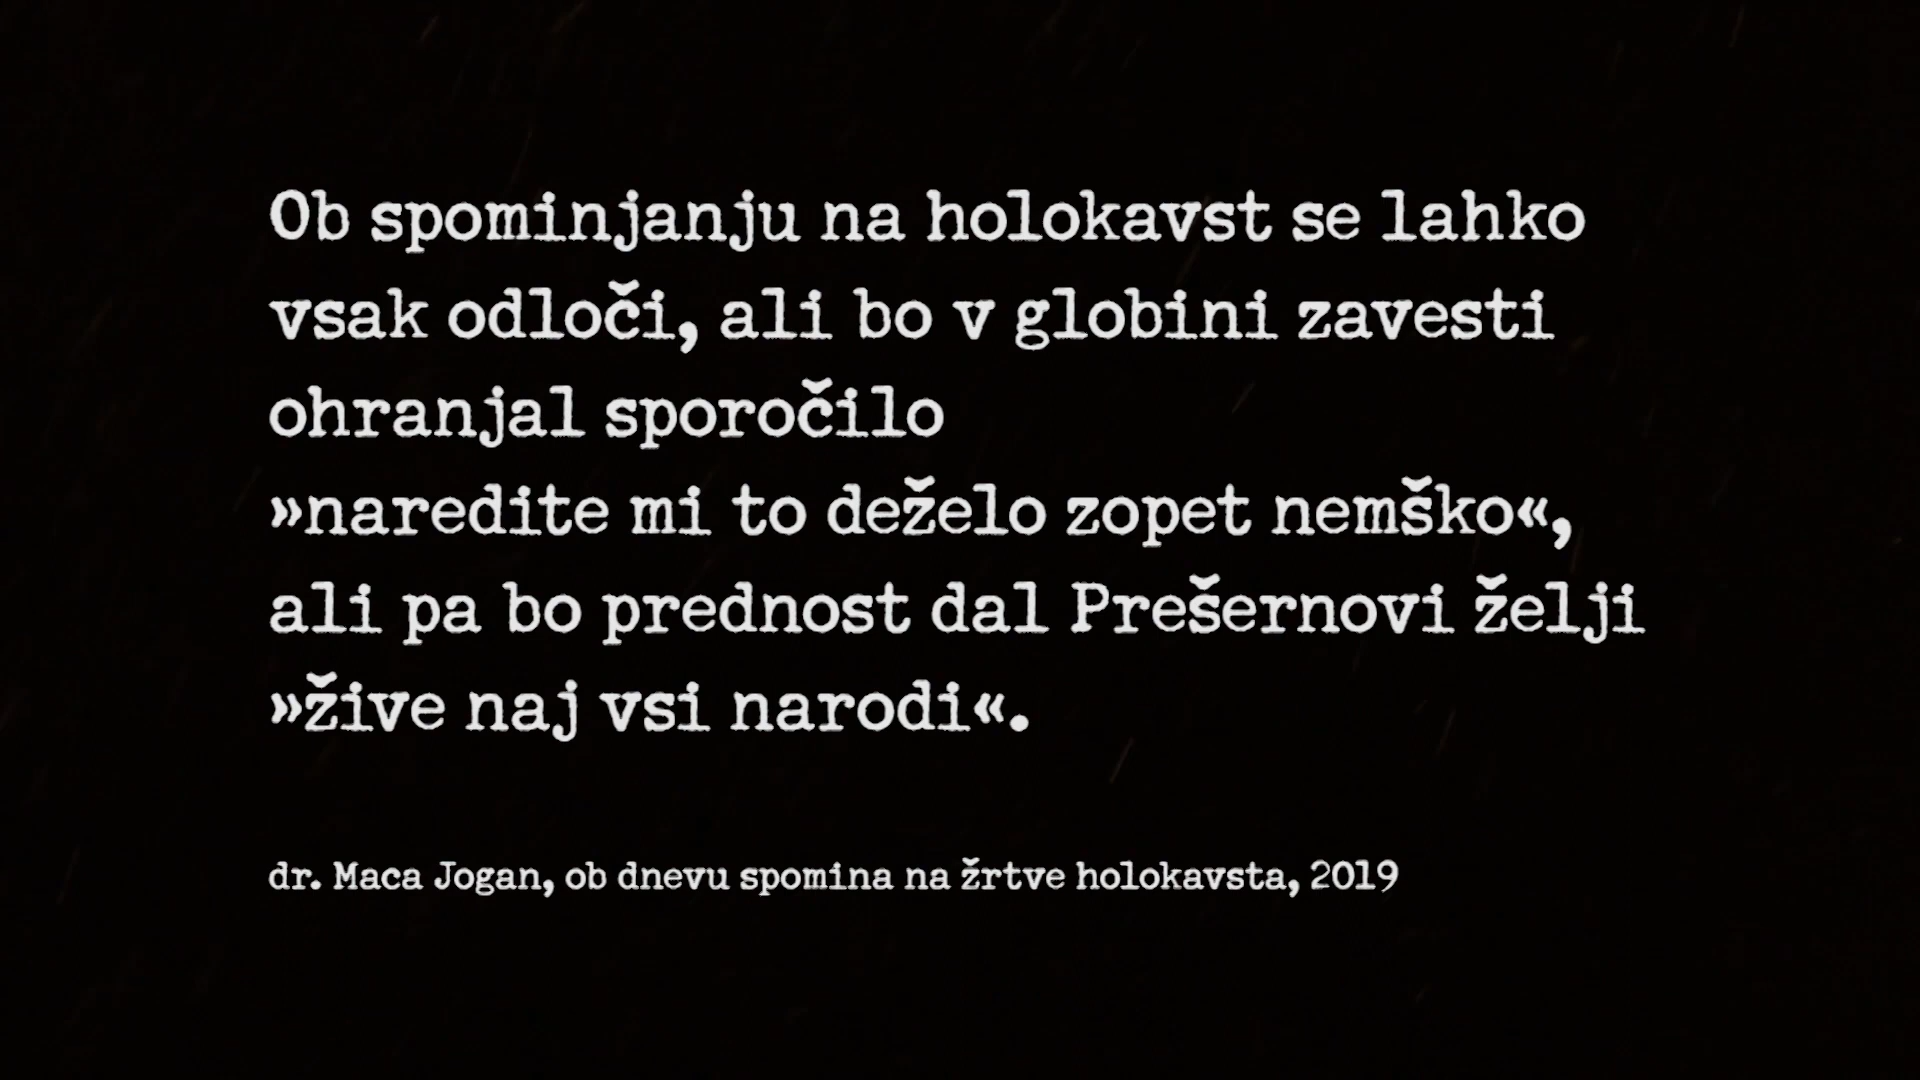 Ob spominjanju na holokavst se lahko
vsak odloči, ali bo v globini zavesti
ohranjal sporočilo
»naredite mi to deželo zopet nemško«,
ali pa bo prednost dal Prešernovi želji
»žive naj vsi narodi«.
dr. Maca Jogan, ob dnevu spomina na žrtve holokavsta, 2019